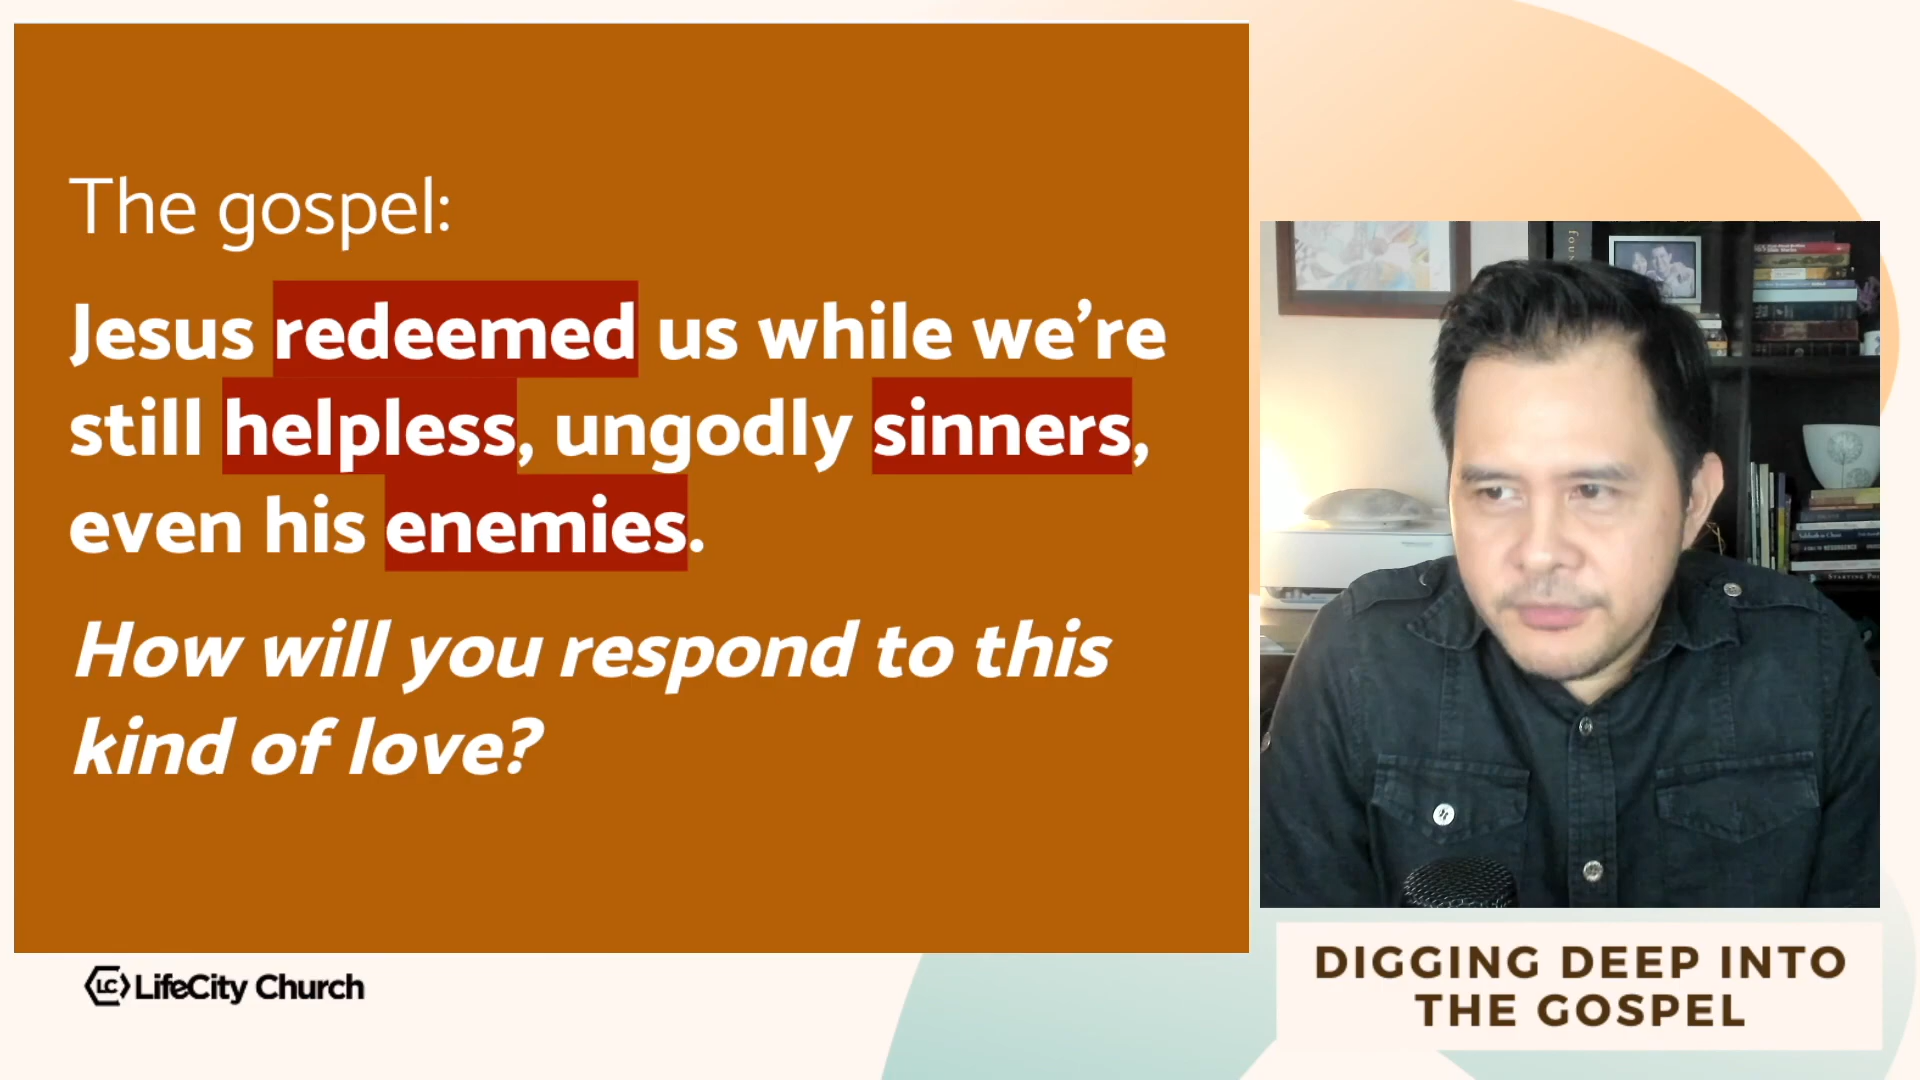 The gospel:
Jesus redeemed us while we’re
still helpless, ungodly sinners,
even his enemies.
How will you respond to this
kind of love?
LC LifeCity Church
DIGGING DEEP INTO
THE GOSPEL